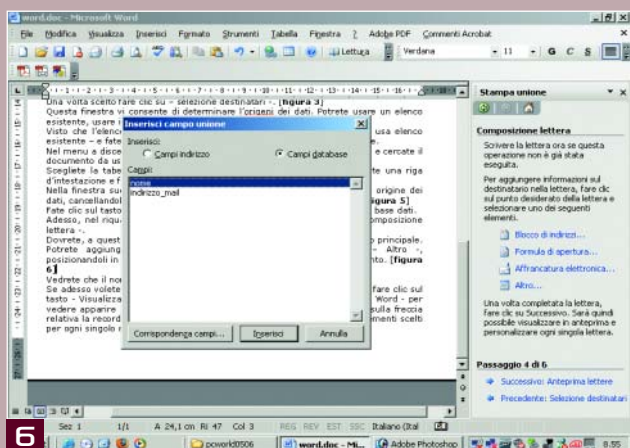 word.doc - Microsoft Word
File Modifica Visualizza Inserisci Formato Strumenti Tabella Finestra ? Adobe PDF Commenti Acrobat
Lettura Verdana 11 G C S
Una volta scelto fare clic su - selezione destinatari -. [figura 3]
Questa finestra vi consente di determinare l'origini dei dati. Potrete usare un elenco
esistente, usare i
Visto che l'elenc usa elenco
esistente - e fate
Nel menu a disce e cercate il
documento da us
Scegliete la tabe te una riga
d'intestazione e f
Nella finestra suc origine dei
dati, cancellandol igura 5]
Fate clic sul tasto base dati.
Adesso, nel riqu omposizione
lettera -.
Dovrete, a quest o principale.
Potrete aggiung - Altro -,
posizionandoli in nto. [figura
6]
Vedrete che il nor
Se adesso volete fare clic sul
tasto - Visualizza Word - per
vedere apparire sulla freccia
relativa la record menti scelti
per ogni singolo r
Inserisci campo unione
Inserisci:
Campi indirizzo Campi database
Campi:
nome
indirizzo_mail
Corrispondenza campi... Inserisci Annulla
Stampa unione
Composizione lettera
Scrivere la lettera ora se questa
operazione non è già stata
eseguita.
Per aggiungere informazioni sul
destinatario nella lettera, fare clic
sul punto desiderato della lettera e
selezionare uno dei seguenti
elementi.
Blocco di indirizzi...
Formula di apertura...
Affrancatura elettronica...
Altro...
Una volta completata la lettera,
fare clic su Successivo. Sarà quindi
possibile visualizzare in anteprima e
personalizzare ogni singola lettera.
Passaggio 4 di 6
Successivo: Anteprima lettere
Precedente: Selezione destinatari
Sez 1 1/1 A 24,1 cm Ri 47 Col 3 REG REV EST SSC Italiano (Ital
6
pcworld0506 word.doc - Mi... Adobe Photoshop 8.55